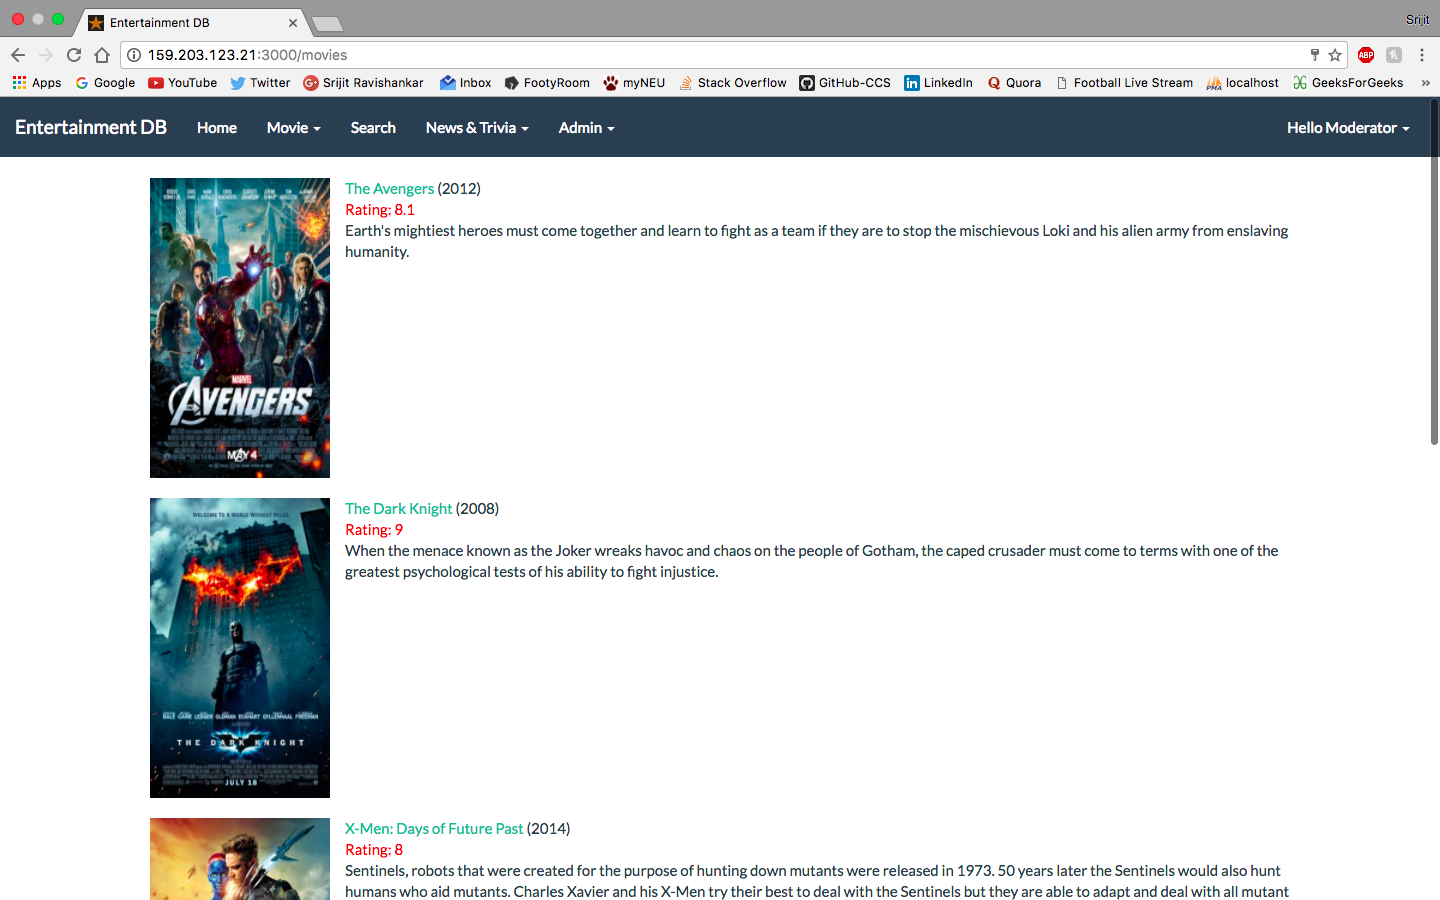 Entertainment DB
Srijit
159.203.123.21:3000/movies
ABP
Apps
Google
YouTube
Twitter
Srijit Ravishankar
Inbox
FootyRoom
myNEU
Stack Overflow
GitHub-CCS
LinkedIn
Quora
Football Live Stream
localhost
GeeksForGeeks
»
Entertainment DB
Home
Movie
Search
News & Trivia
Admin
Hello Moderator
MARVEL
AVENGERS
MAY 4
The Avengers (2012)
Rating: 8.1
Earth's mightiest heroes must come together and learn to fight as a team if they are to stop the mischievous Loki and his alien army from enslaving
humanity.
WELCOME TO A WORLD WITHOUT RULES.
BALE CAINE LEDGER OLDMAN ECKHART GYLLENHAAL FREEMAN
THE DARK KNIGHT
JULY 18
The Dark Knight (2008)
Rating: 9
When the menace known as the Joker wreaks havoc and chaos on the people of Gotham, the caped crusader must come to terms with one of the
greatest psychological tests of his ability to fight injustice.
X-Men: Days of Future Past (2014)
Rating: 8
Sentinels, robots that were created for the purpose of hunting down mutants were released in 1973. 50 years later the Sentinels would also hunt
humans who aid mutants. Charles Xavier and his X-Men try their best to deal with the Sentinels but they are able to adapt and deal with all mutant